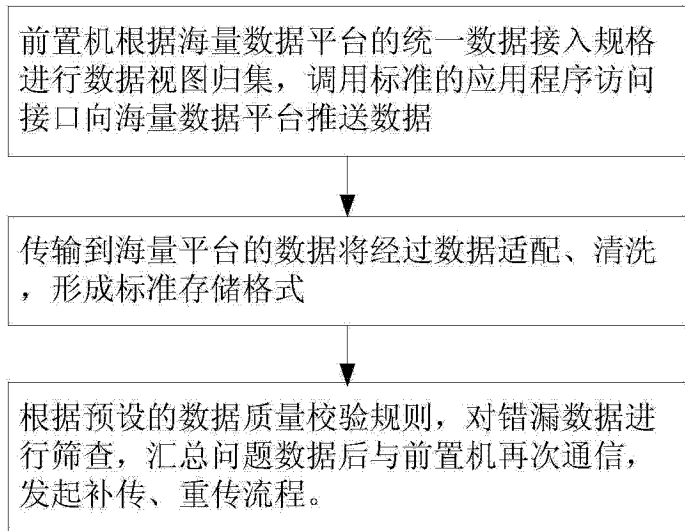 前置机根据海量数据平台的统一数据接入规格
进行数据视图归集，调用标准的应用程序访问
接口向海量数据平台推送数据
传输到海量平台的数据将经过数据适配、清洗
，形成标准存储格式
根据预设的数据质量校验规则，对错漏数据进
行筛查，汇总问题数据后与前置机再次通信，
发起补传、重传流程。